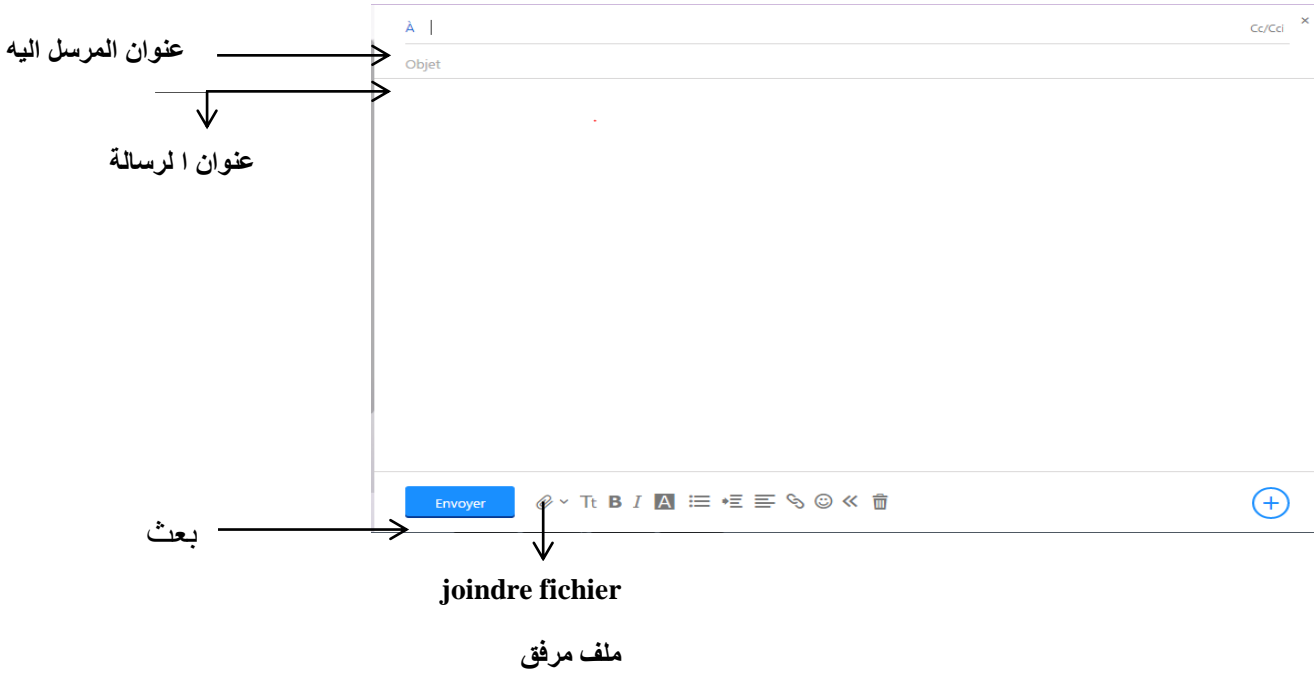 À
Cc/Cci
×
عنوان المرسل اليه
Objet
عنوان ا لرسالة
Envoyer
Tt B I A
بعث
joindre fichier
ملف مرفق